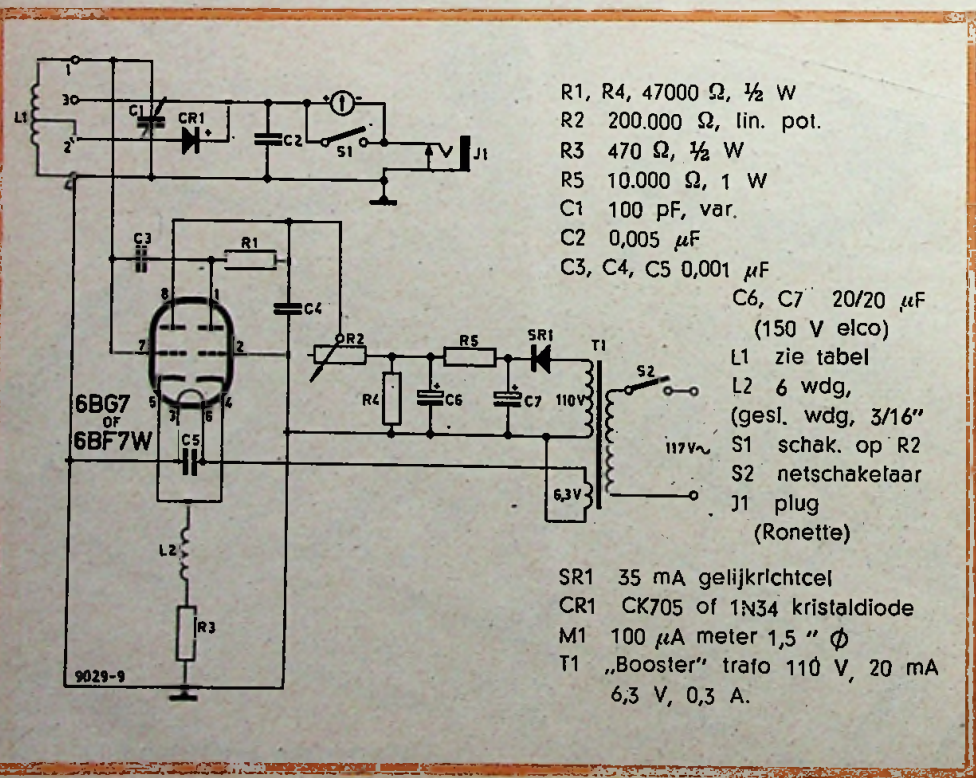 1
3
L1
2
C1
CR1
+
C2
+
-
S1
J1
C3
R1
8
1
C4
7
2
5
3
6
4
6BG7
OF
6BF7W
C5
L2
R3
9029-9
R2
R4
R5
+
C6
+
C7
SR1
T1
110V
6,3V
S2
117V~
R1, R4, 47000 Ω, ½ W
R2 200.000 Ω, lin. pot.
R3 470 Ω, ½ W
R5 10.000 Ω, 1 W
C1 100 pF, var.
C2 0,005 μF
C3, C4, C5 0,001 μF
C6, C7 20/20 μF
(150 V elco)
L1 zie tabel
L2 6 wdg,
(gesl. wdg, 3/16"
S1 schak. op R2
S2 netschakelaar
J1 plug
(Ronette)
SR1 35 mA gelijkrichtcel
CR1 CK705 of 1N34 kristaldiode
M1 100 μA meter 1,5 " Φ
T1 „Booster" trafo 110 V, 20 mA
6,3 V, 0,3 A.